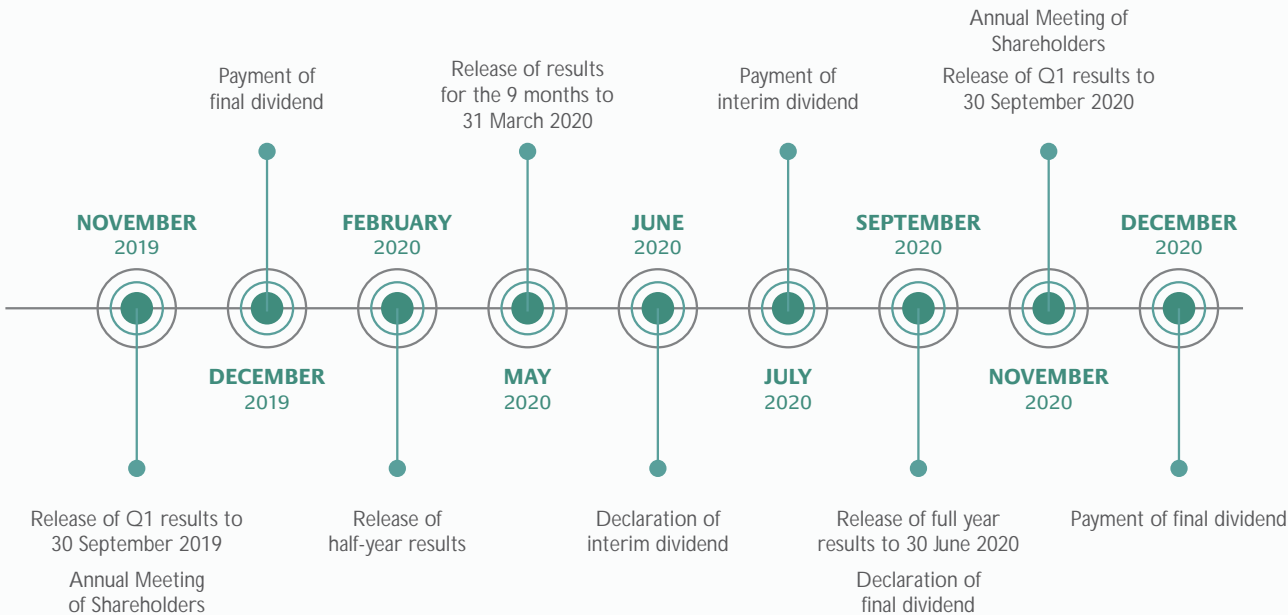 Annual Meeting of
Shareholders
Payment of
final dividend
Release of results
for the 9 months to
31 March 2020
Payment of
interim dividend
Release of Q1 results to
30 September 2020
NOVEMBER
2019
FEBRUARY
2020
JUNE
2020
SEPTEMBER
2020
DECEMBER
2020
DECEMBER
2019
MAY
2020
JULY
2020
NOVEMBER
2020
Release of Q1 results to
30 September 2019
Annual Meeting
of Shareholders
Release of
half-year results
Declaration of
interim dividend
Release of full year
results to 30 June 2020
Declaration of
final dividend
Payment of final dividend